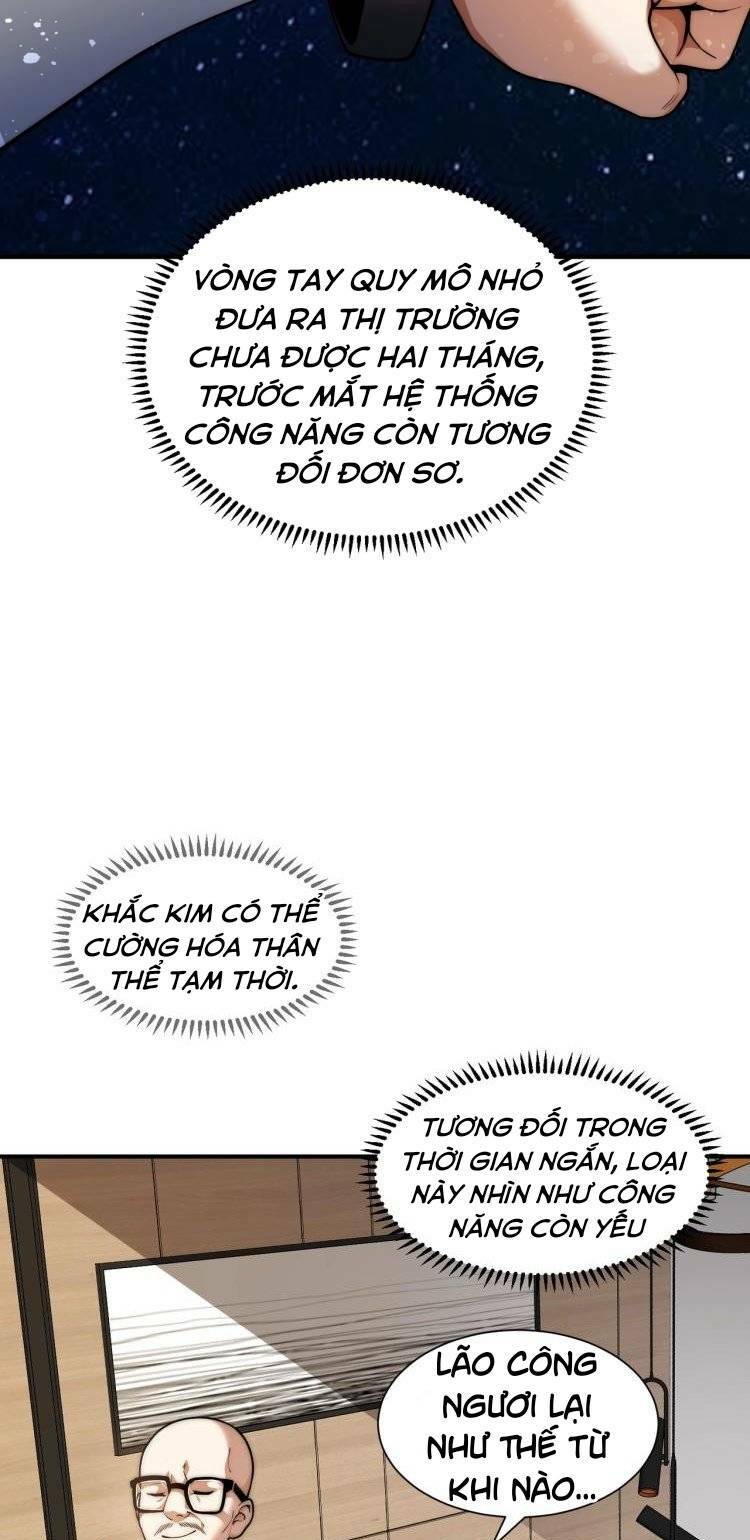 VÒNG TAY QUY MÔ NHỎ
ĐƯA RA THỊ TRƯỜNG
CHƯA ĐƯỢC HAI THÁNG,
TRƯỚC MẮT HỆ THỐNG
CÔNG NĂNG CÒN TƯƠNG
ĐỐI ĐƠN SƠ.
KHẮC KIM CÓ THỂ
CƯỜNG HÓA THÂN
THỂ TẠM THỜI.
TƯƠNG ĐỐI TRONG
THỜI GIAN NGẮN, LOẠI
NÀY NHÌN NHƯ CÔNG
NĂNG CÒN YẾU
LÃO CÔNG
NGƯƠI LẠI
NHƯ THẾ TỪ
KHI NÀO...